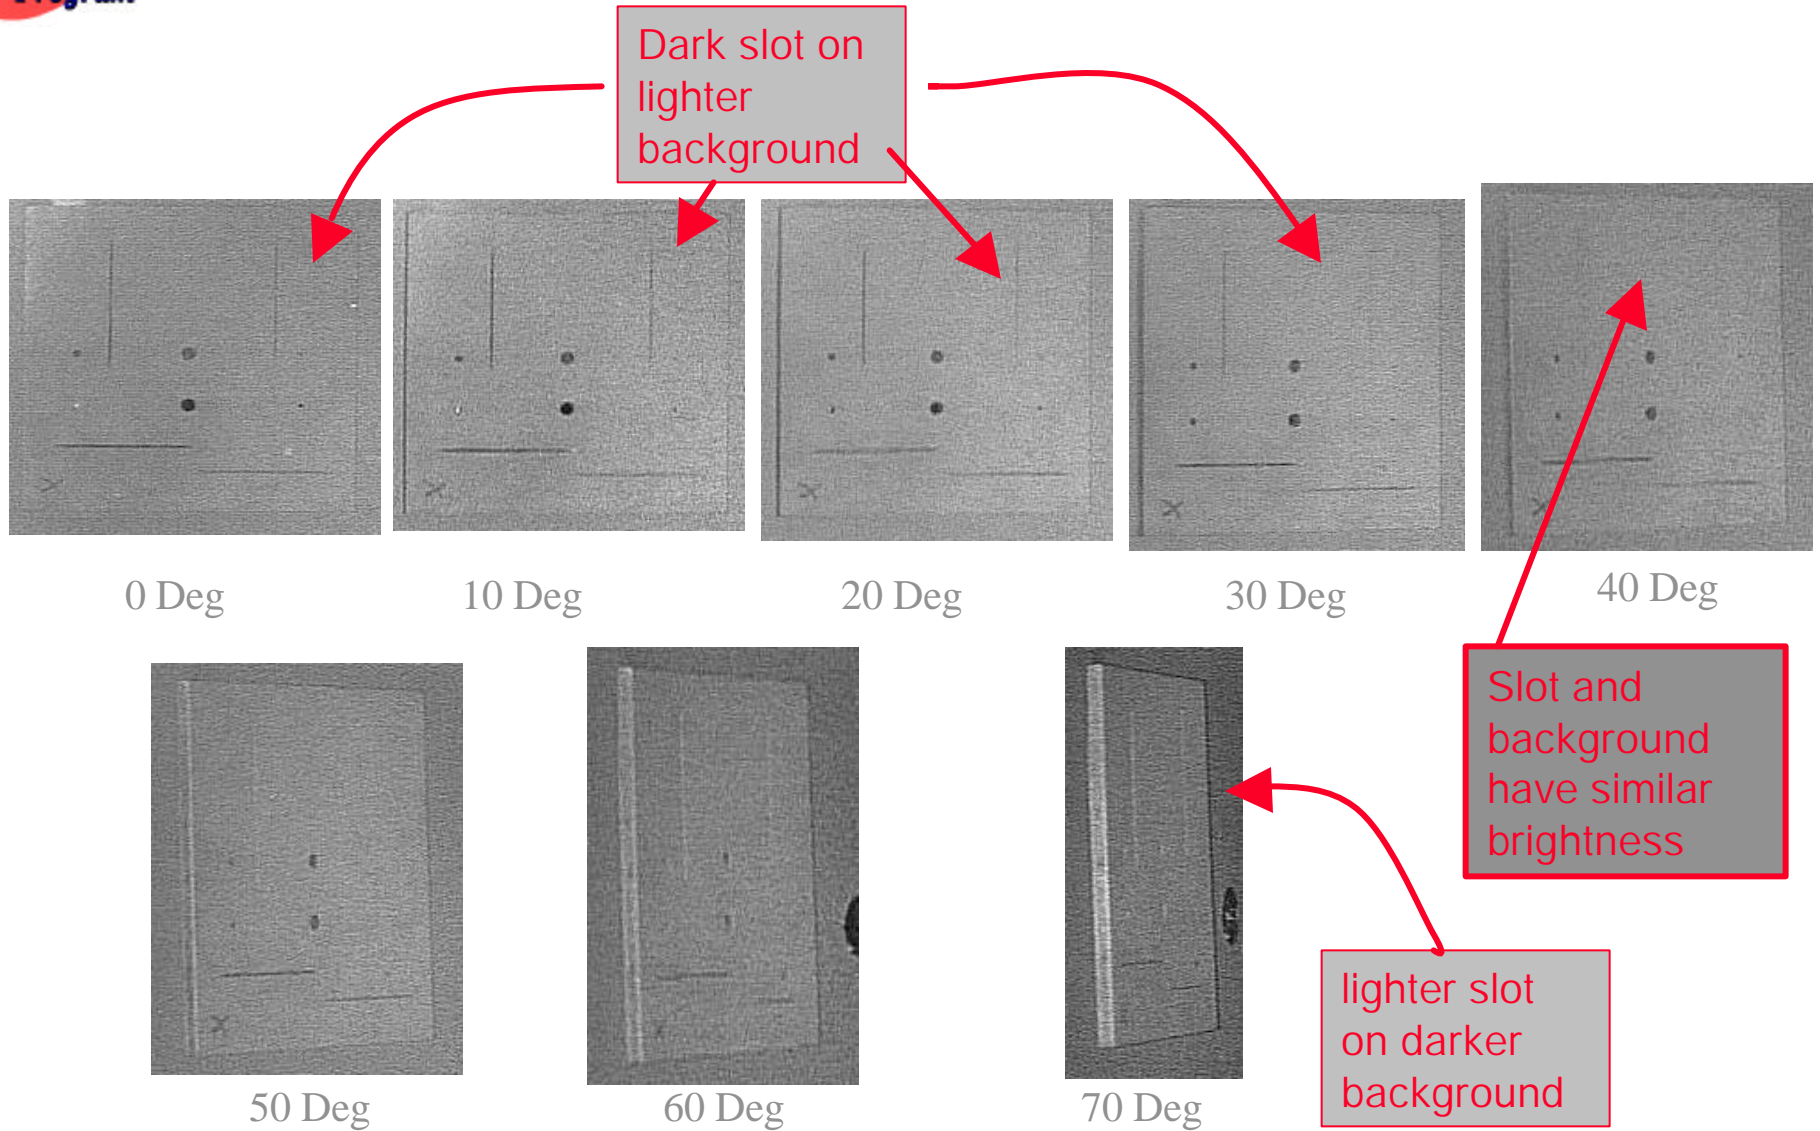 Dark slot on
lighter
background
0 Deg
10 Deg
20 Deg
30 Deg
40 Deg
Slot and
background
have similar
brightness
50 Deg
60 Deg
70 Deg
lighter slot
on darker
background